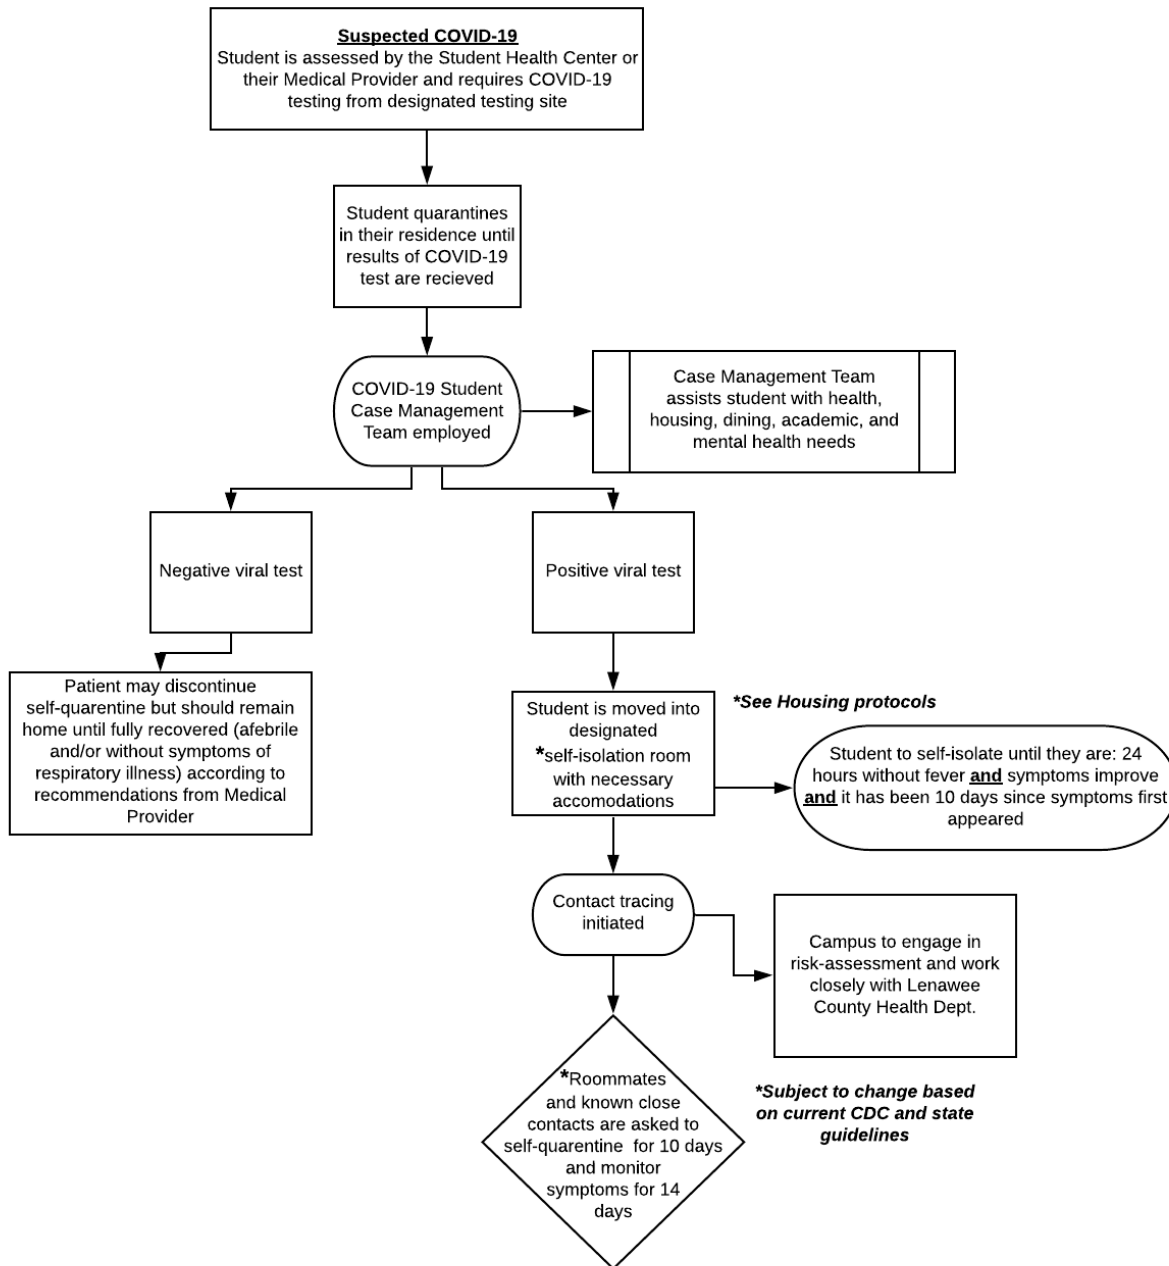 Suspected COVID-19
Student is assessed by the Student Health Center or
their Medical Provider and requires COVID-19
testing from designated testing site
Student quarantines
in their residence until
results of COVID-19
test are recieved
COVID-19 Student
Case Management
Team employed
Case Management Team
assists student with health,
housing, dining, academic, and
mental health needs
Negative viral test
Positive viral test
Patient may discontinue
self-quarentine but should remain
home until fully recovered (afebrile
and/or without symptoms of
respiratory illness) according to
recommendations from Medical
Provider
Student is moved into
designated
*self-isolation room
with necessary
accomodations
*See Housing protocols
Student to self-isolate until they are: 24
hours without fever and symptoms improve
and it has been 10 days since symptoms first
appeared
Contact tracing
initiated
Campus to engage in
risk-assessment and work
closely with Lenawee
County Health Dept.
*Roommates
and known close
contacts are asked to
self-quarentine for 10 days
and monitor
symptoms for 14
days
*Subject to change based
on current CDC and state
guidelines